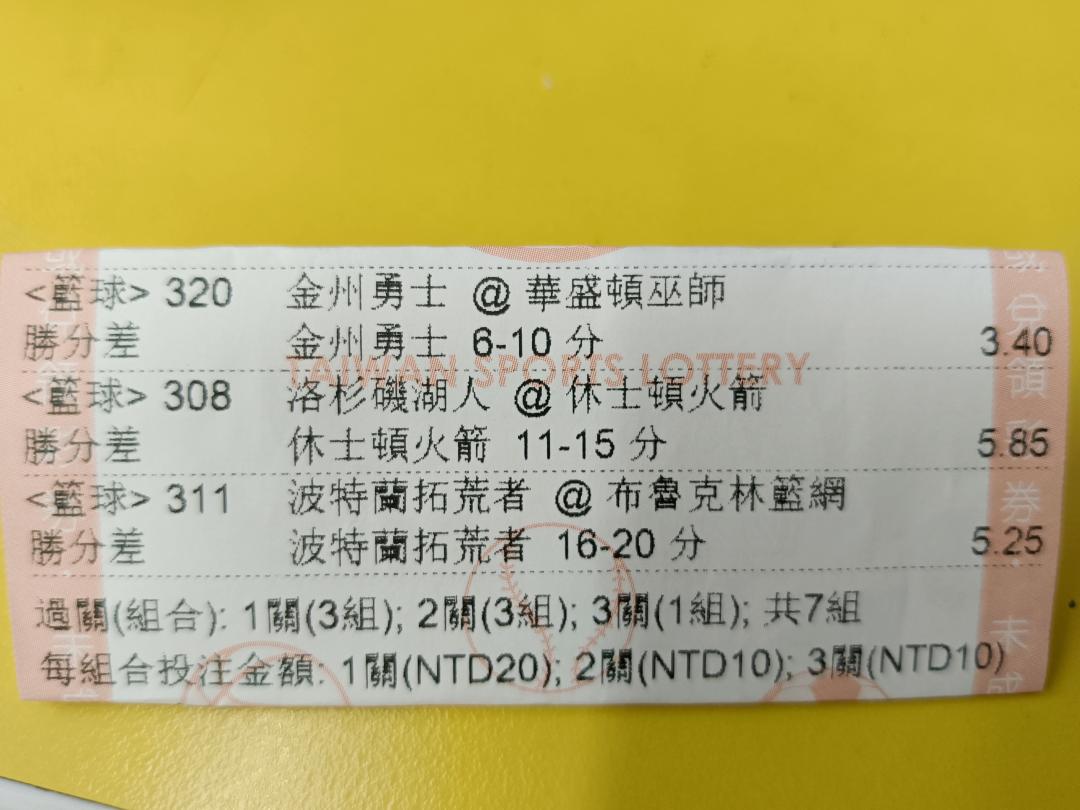 <籃球> 320 金州勇士 @ 華盛頓巫師
勝分差 金州勇士 6-10 分 3.40
TAIWAN SPORTS LOTTERY
<籃球> 308 洛杉磯湖人 @ 休士頓火箭
勝分差 休士頓火箭 11-15 分 5.85
<籃球> 311 波特蘭拓荒者 @ 布魯克林籃網
勝分差 波特蘭拓荒者 16-20 分 5.25
過關(組合): 1關(3組); 2關(3組); 3關(1組); 共7組
每組合投注金額: 1關(NTD20); 2關(NTD10); 3關(NTD10)
兌領
券
未